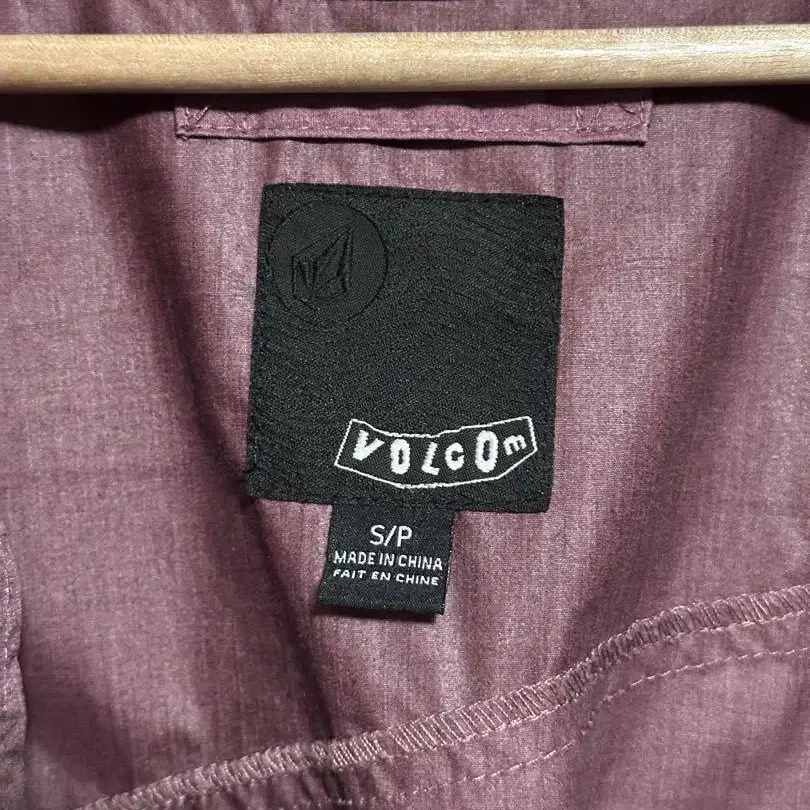 VOLCOM
S/P
MADE IN CHINA
FAIT EN CHINE